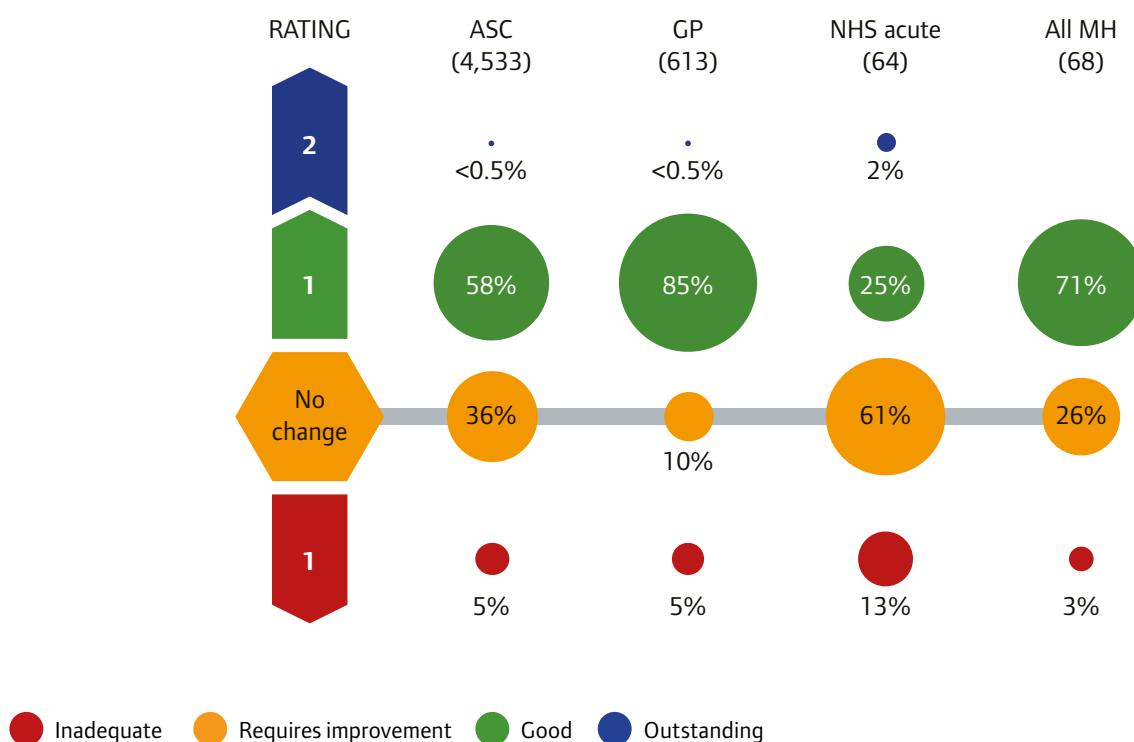 RATING ASC GP NHS acute All MH
(4,533) (613) (64) (68)
2
<0.5% <0.5% 2%
1 58% 85% 25% 71%
No
change
36% 61% 26%
10%
1
5% 5% 13% 3%
Inadequate Requires improvement Good Outstanding